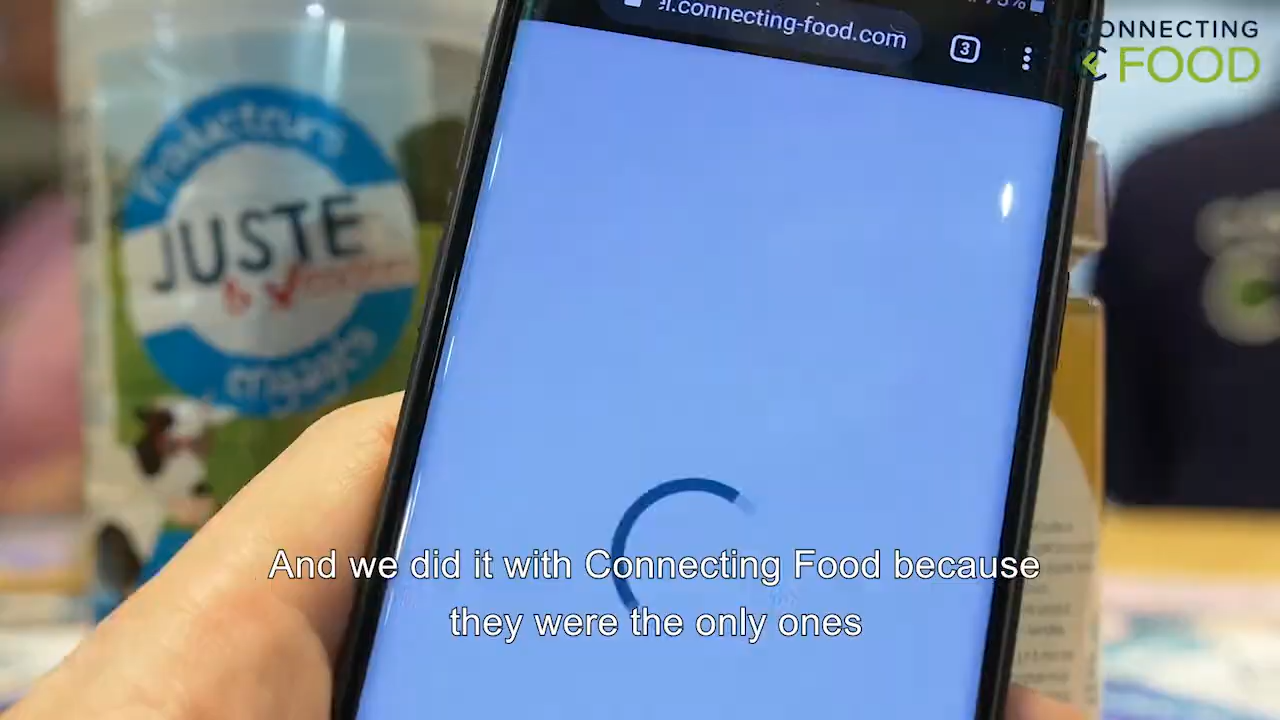 .connecting-food.com
3
CONNECTING
FOOD
Producteurs
JUSTE
&
engagés
And we did it with Connecting Food because
they were the only ones